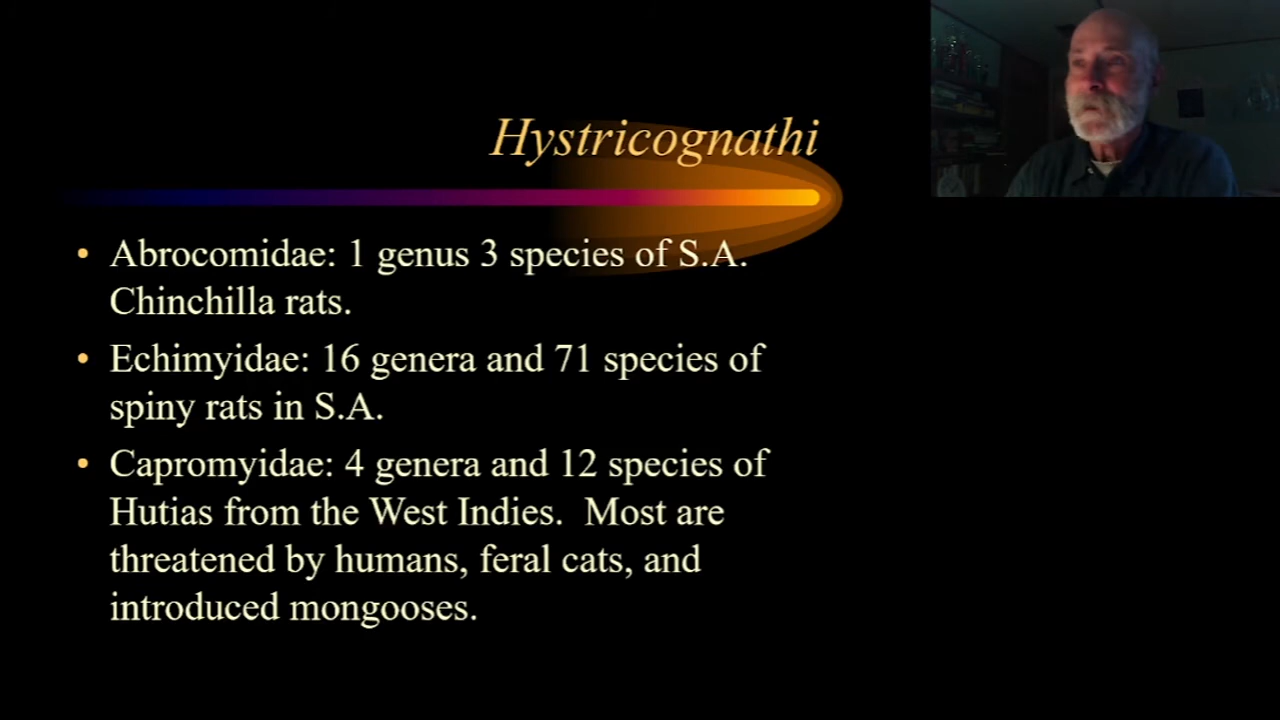 Hystricognathi
• Abrocomidae: 1 genus 3 species of S.A.
Chinchilla rats.
• Echimyidae: 16 genera and 71 species of
spiny rats in S.A.
• Capromyidae: 4 genera and 12 species of
Hutias from the West Indies.  Most are
threatened by humans, feral cats, and
introduced mongooses.